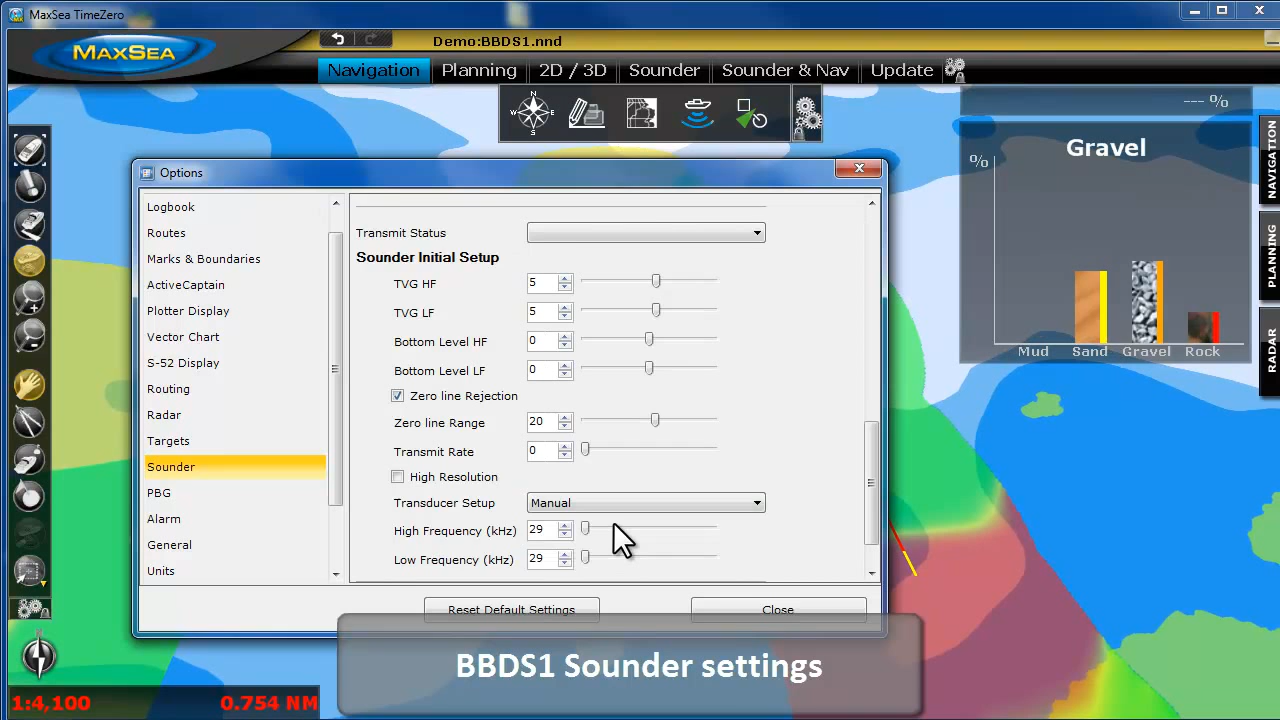 MaxSea TimeZero
MAXSEA
Demo:BBDS1.nnd
Navigation Planning 2D / 3D Sounder Sounder & Nav Update
N
W E
S
--- %
Gravel
%
Mud Sand Gravel Rock
NAVIGATION
PLANNING
RADAR
Options
Logbook
Routes
Marks & Boundaries
ActiveCaptain
Plotter Display
Vector Chart
S-52 Display
Routing
Radar
Targets
Sounder
PBG
Alarm
General
Units
Transmit Status
Sounder Initial Setup
TVG HF 5
TVG LF 5
Bottom Level HF 0
Bottom Level LF 0
Zero line Rejection
Zero line Range 20
Transmit Rate 0
High Resolution
Transducer Setup Manual
High Frequency (kHz) 29
Low Frequency (kHz) 29
Reset Default Settings Close
BBDS1 Sounder settings
N
1:4,100 0.754 NM